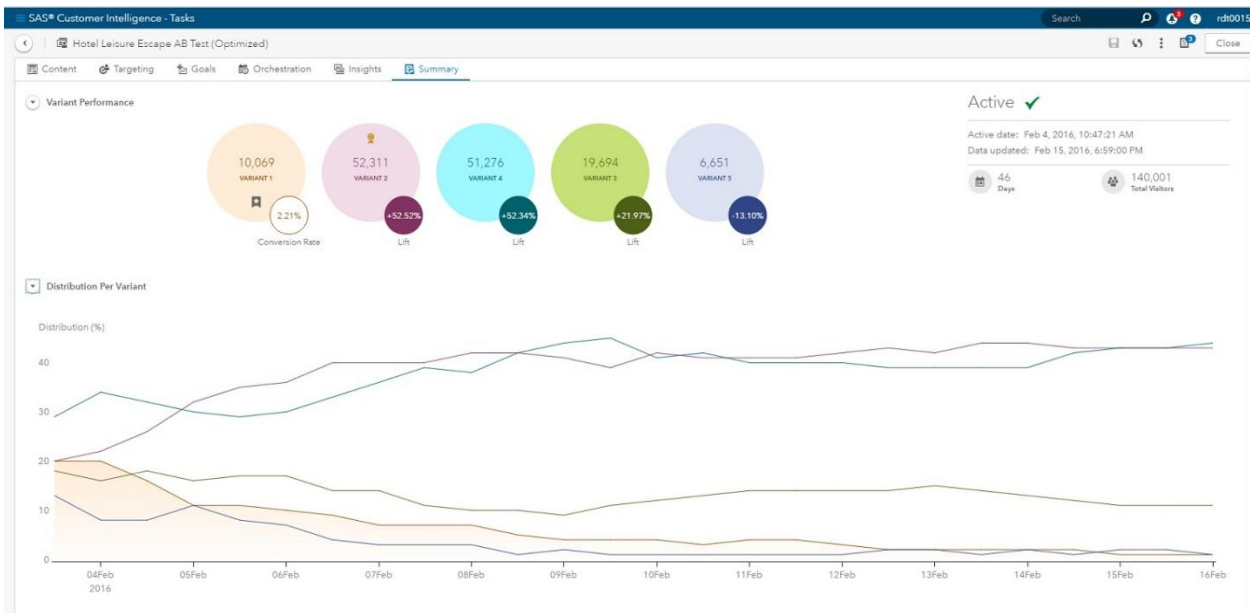 SAS® Customer Intelligence - Tasks
Search
3
?
rdt0015
Hotel Leisure Escape AB Test (Optimized)
3
Close
Content
Targeting
Goals
Orchestration
Insights
Summary
Variant Performance
10,069
VARIANT 1
2.21%
Conversion Rate
52,311
VARIANT 2
+52.52%
Lift
51,276
VARIANT 4
+52.34%
Lift
19,694
VARIANT 3
+21.97%
Lift
6,651
VARIANT 5
-13.10%
Lift
Active
Active date: Feb 4, 2016, 10:47:21 AM
Data updated: Feb 15, 2016, 6:59:00 PM
46
Days
140,001
Total Visitors
Distribution Per Variant
Distribution (%)
40
30
20
10
0
04Feb
2016
05Feb
06Feb
07Feb
08Feb
09Feb
10Feb
11Feb
12Feb
13Feb
14Feb
15Feb
16Feb